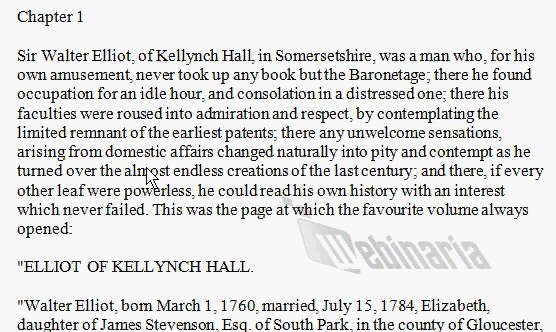 Chapter 1
Sir Walter Elliot, of Kellynch Hall, in Somersetshire, was a man who, for his
own amusement, never took up any book but the Baronetage; there he found
occupation for an idle hour, and consolation in a distressed one; there his
faculties were roused into admiration and respect, by contemplating the
limited remnant of the earliest patents; there any unwelcome sensations,
arising from domestic affairs changed naturally into pity and contempt as he
turned over the almost endless creations of the last century; and there, if every
other leaf were powerless, he could read his own history with an interest
which never failed. This was the page at which the favourite volume always
opened:
Webinaria
"ELLIOT OF KELLYNCH HALL.
"Walter Elliot, born March 1, 1760, married, July 15, 1784, Elizabeth,
daughter of James Stevenson, Esq. of South Park, in the county of Gloucester,